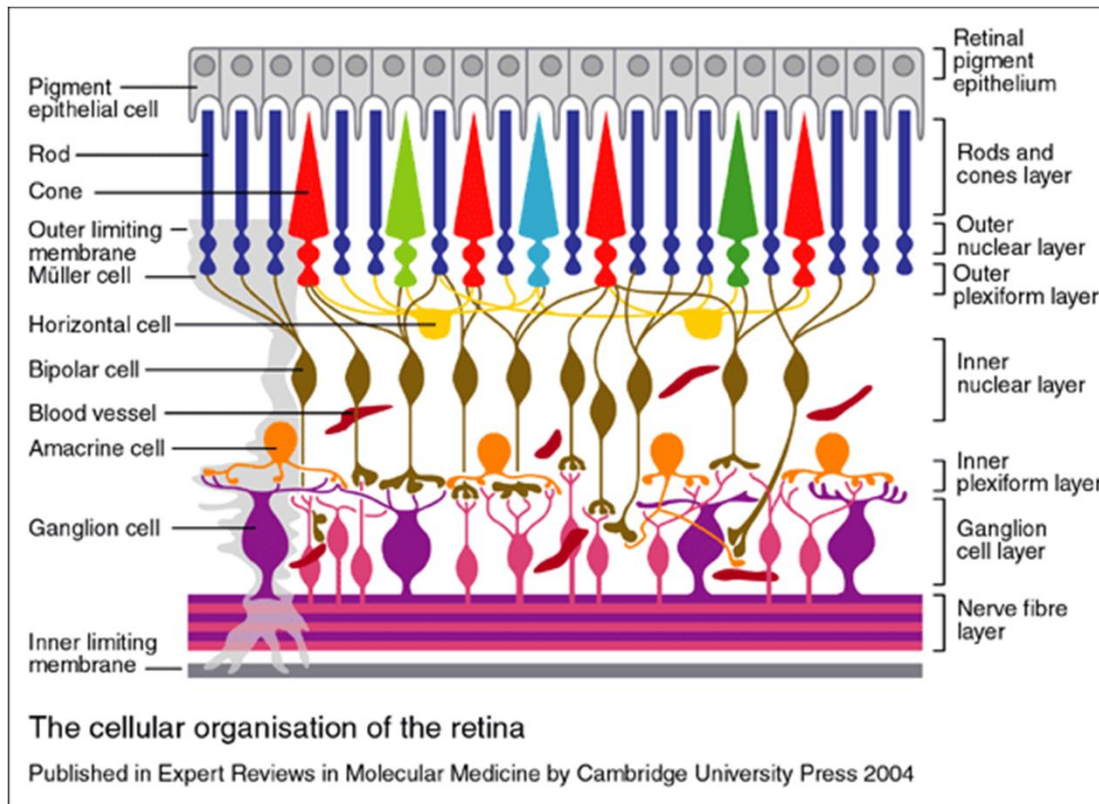 Pigment
epithelial cell
Rod
Cone
Outer limiting
membrane
Müller cell
Horizontal cell
Bipolar cell
Blood vessel
Amacrine cell
Ganglion cell
Inner limiting
membrane
Retinal
pigment
epithelium
Rods and
cones layer
Outer
nuclear layer
Outer
plexiform layer
Inner
nuclear layer
Inner
plexiform layer
Ganglion
cell layer
Nerve fibre
layer
The cellular organisation of the retina
Published in Expert Reviews in Molecular Medicine by Cambridge University Press 2004